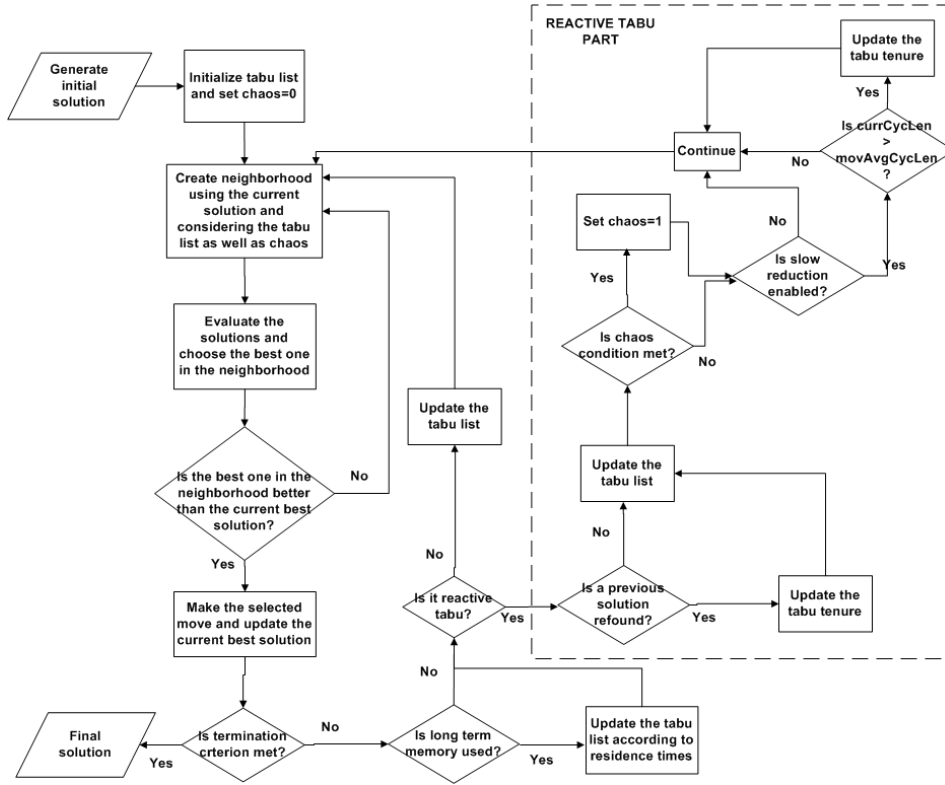 REACTIVE TABU
PART
Generate
initial
solution
Initialize tabu list
and set chaos=0
Update the
tabu tenure
Yes
Is currCycLen
>
movAvgCycLen
?
No
Continue
Create neighborhood
using the current
solution and
considering the tabu
list as well as chaos
Set chaos=1
No
Is slow
reduction
enabled?
Yes
Yes
Evaluate the
solutions and
choose the best one
in the neighborhood
Is chaos
condition met?
No
Update the
tabu list
Is the best one in the
neighborhood better
than the current best
solution?
No
Update the
tabu list
Yes
No
No
Make the selected
move and update the
current best solution
Is it reactive
tabu?
Yes
Is a previous
solution
refound?
Yes
Update the
tabu tenure
No
Final
solution
Yes
Is termination
crterion met?
No
Is long term
memory used?
Yes
Update the tabu
list according to
residence times